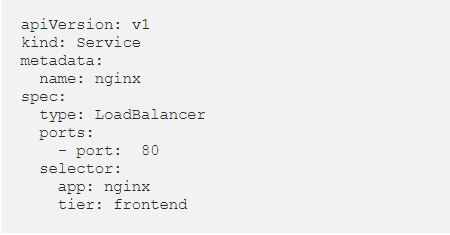 apiVersion: v1
kind: Service
metadata:
  name: nginx
spec:
  type: LoadBalancer
  ports:
    - port:  80
  selector:
    app: nginx
    tier: frontend